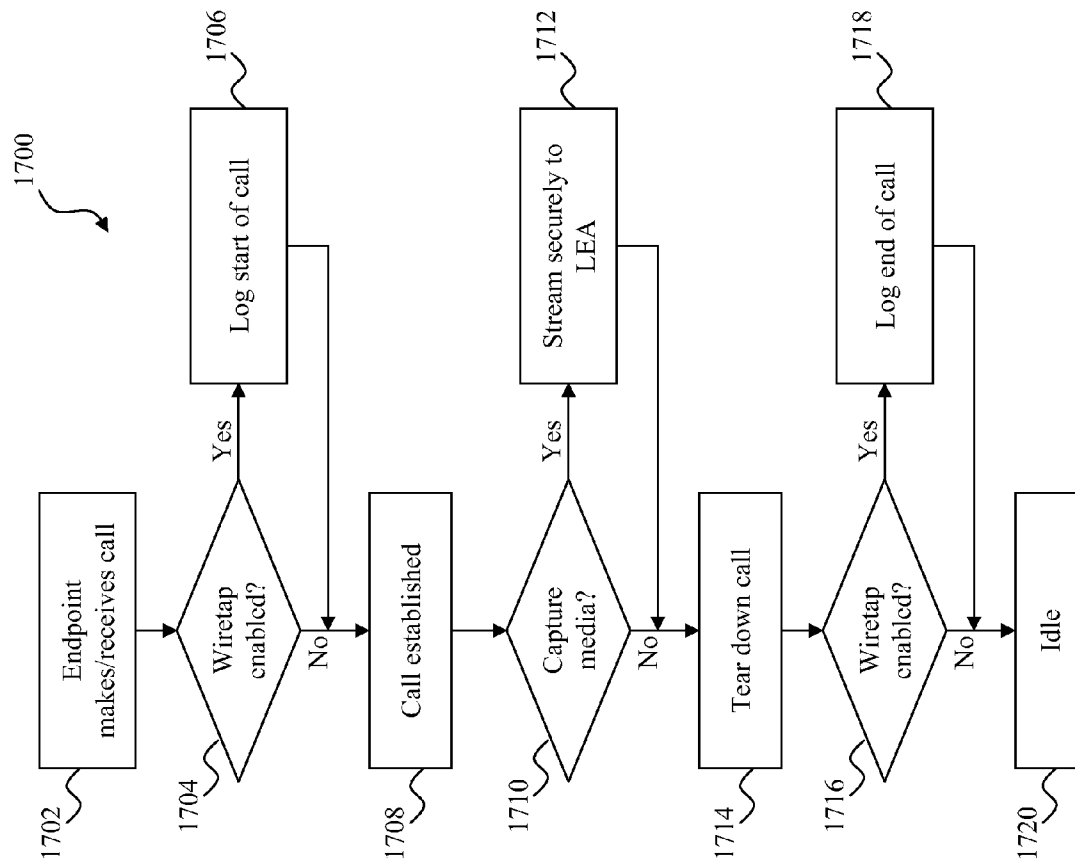 1700
Endpoint
makes/receives call
1702
Wiretap
enabled?
1704
Yes
No
Log start of call
1706
Call established
1708
Capture
media?
1710
Yes
No
Stream securely to
LEA
1712
Tear down call
1714
Wiretap
enabled?
1716
Yes
No
Log end of call
1718
Idle
1720